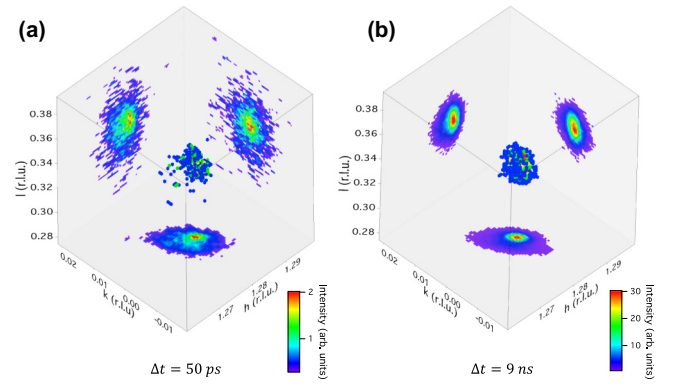 (a)
0.38
0.36
0.34
0.32
0.30
0.28
l (r.l.u.)
0.02
0.01
0.00
-0.01
k (r.l.u)
1.27
1.28
1.29
h (r.l.u.)
2
1
Intensity (arb. units)
Δt = 50 ps
(b)
0.38
0.36
0.34
0.32
0.30
0.28
l (r.l.u.)
0.02
0.01
0.00
-0.01
k (r.l.u.)
1.27
1.28
1.29
h (r.l.u.)
30
20
10
Intensity (arb. units)
Δt = 9 ns